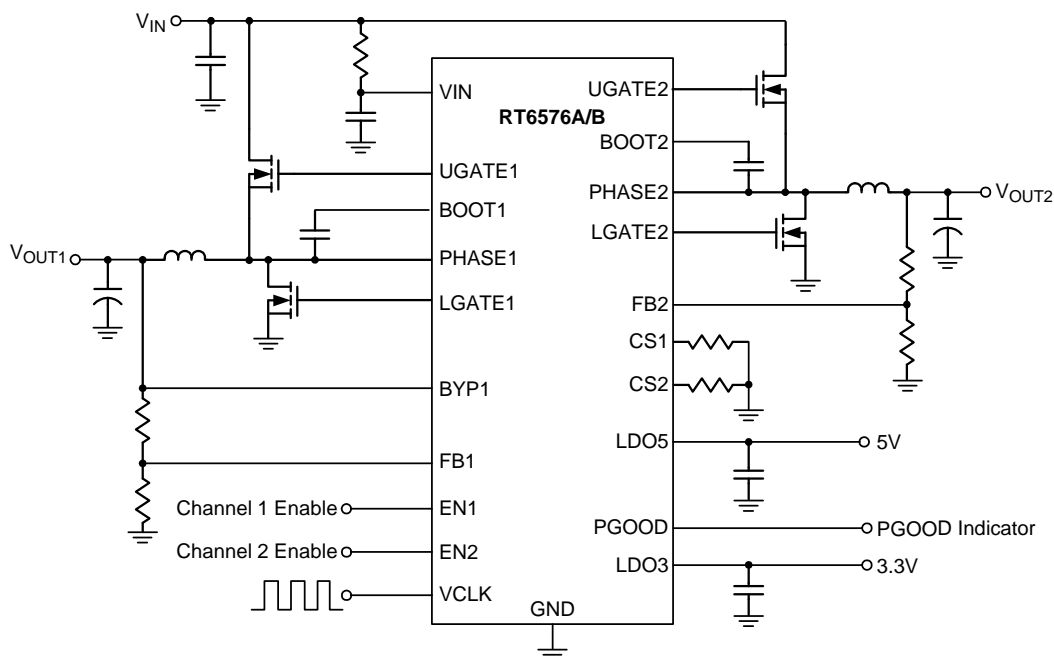 VIN
VIN
RT6576A/B
UGATE1
BOOT1
VOUT1
PHASE1
LGATE1
BYP1
FB1
Channel 1 Enable
EN1
Channel 2 Enable
EN2
VCLK
GND
UGATE2
BOOT2
PHASE2
VOUT2
LGATE2
FB2
CS1
CS2
LDO5
5V
PGOOD
PGOOD Indicator
LDO3
3.3V